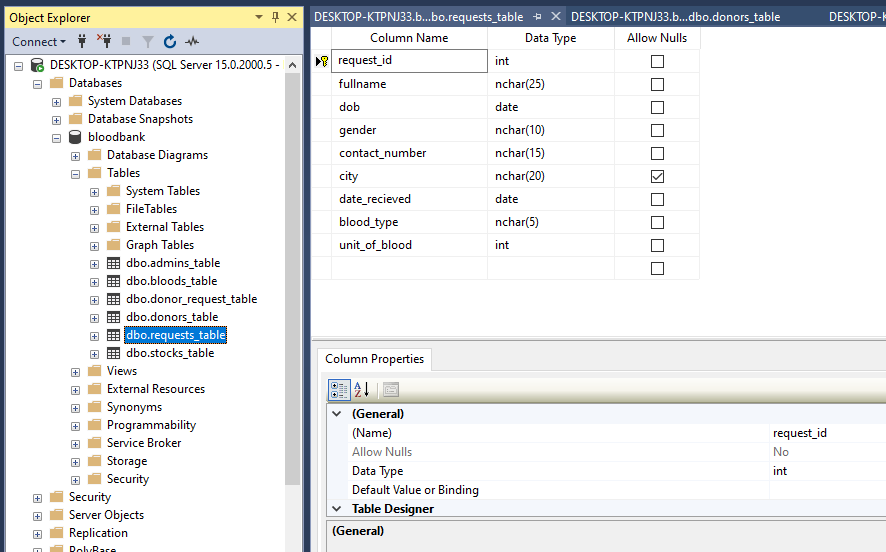 Object Explorer
Connect
DESKTOP-KTPNJ33 (SQL Server 15.0.2000.5 -
Databases
System Databases
Database Snapshots
bloodbank
Database Diagrams
Tables
System Tables
FileTables
External Tables
Graph Tables
dbo.admins_table
dbo.bloods_table
dbo.donor_request_table
dbo.donors_table
dbo.requests_table
dbo.stocks_table
Views
External Resources
Synonyms
Programmability
Service Broker
Storage
Security
Security
Server Objects
Replication
PolyBase
DESKTOP-KTPNJ33.b...bo.requests_table DESKTOP-KTPNJ33.b...dbo.donors_table DESKTOP-K
Column Name Data Type Allow Nulls
request_id int
fullname nchar(25)
dob date
gender nchar(10)
contact_number nchar(15)
city nchar(20)
date_recieved date
blood_type nchar(5)
unit_of_blood int
Column Properties
A
Z
(General)
(Name) request_id
Allow Nulls No
Data Type int
Default Value or Binding
Table Designer
(General)